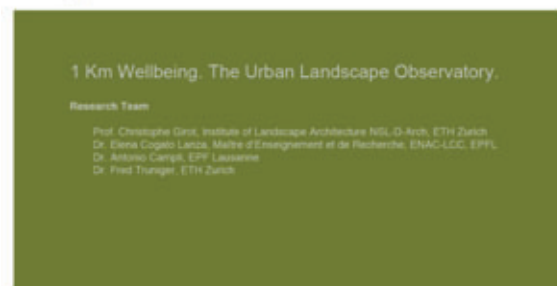 1 Km Wellbeing. The Urban Landscape Observatory.
Research Team
Prof. Christophe Girot, Institute of Landscape Architecture NSL-D-Arch, ETH Zurich
Dr. Elena Cogato Lanza, Maître d'Enseignement et de Recherche, ENAC-LCC, EPFL
Dr. Antonio Campli, EPF Lausanne
Dr. Fred Truniger, ETH Zurich